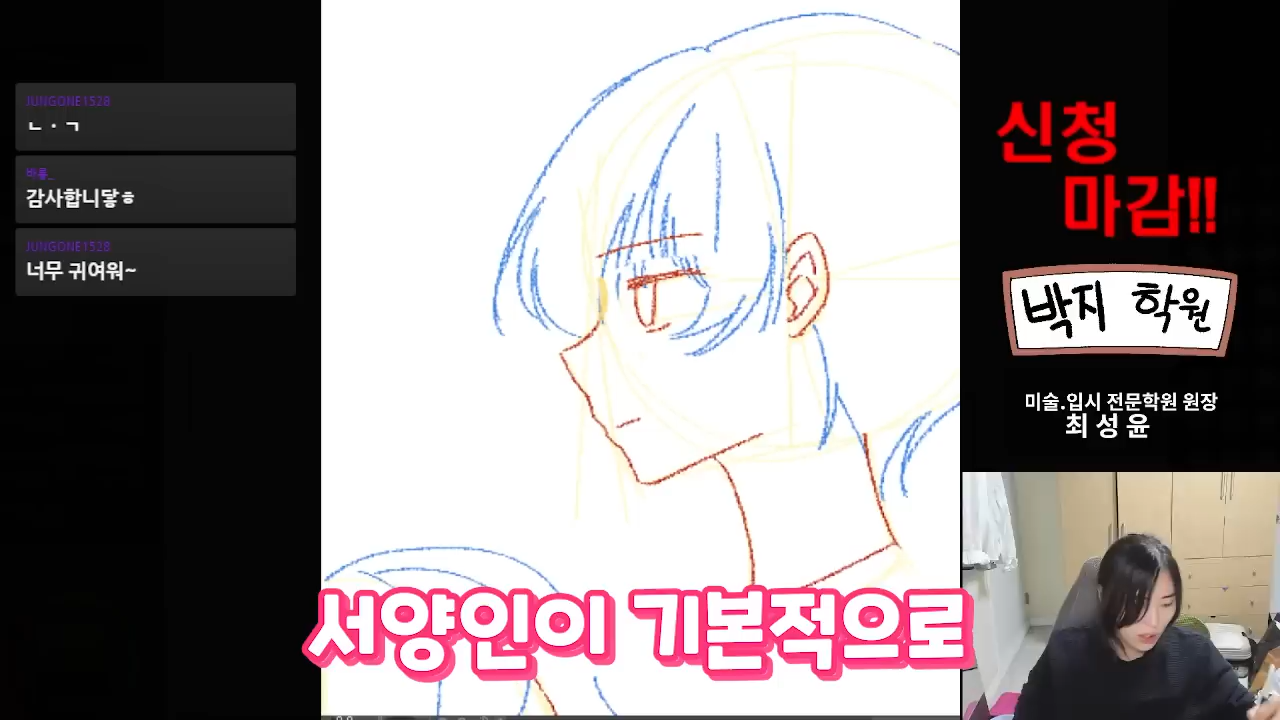 JUNGONE1528
ㄴ·ㄱ
감사합니닿ㅎ
JUNGONE1528
너무 귀여워~
신청
마감!!
박지 학원
미술.입시 전문학원 원장
최성윤
서양인이 기본적으로